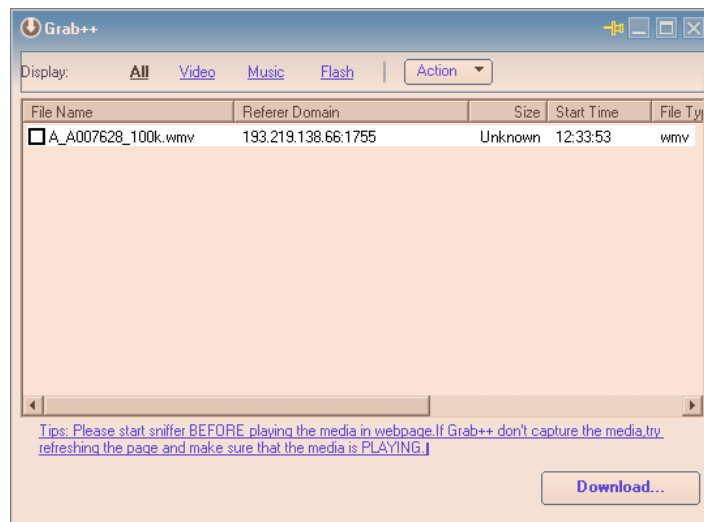 Grab++
Display: All Video Music Flash Action
File Name Referer Domain Size Start Time File Ty
A_A007628_100k.wmv 193.219.138.66:1755 Unknown 12:33:53 wmv
Tips: Please start sniffer BEFORE playing the media in webpage.If Grab++ don't capture the media,try
refreshing the page and make sure that the media is PLAYING.
Download...